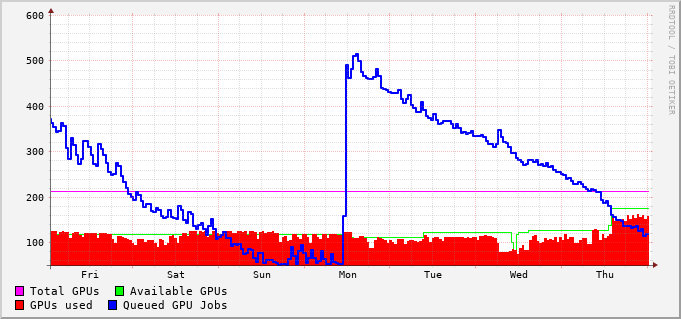 600
500
400
300
200
100
Fri Sat Sun Mon Tue Wed Thu
Total GPUs Available GPUs
GPUs used Queued GPU Jobs
RRDTOOL / TOBI OETIKER